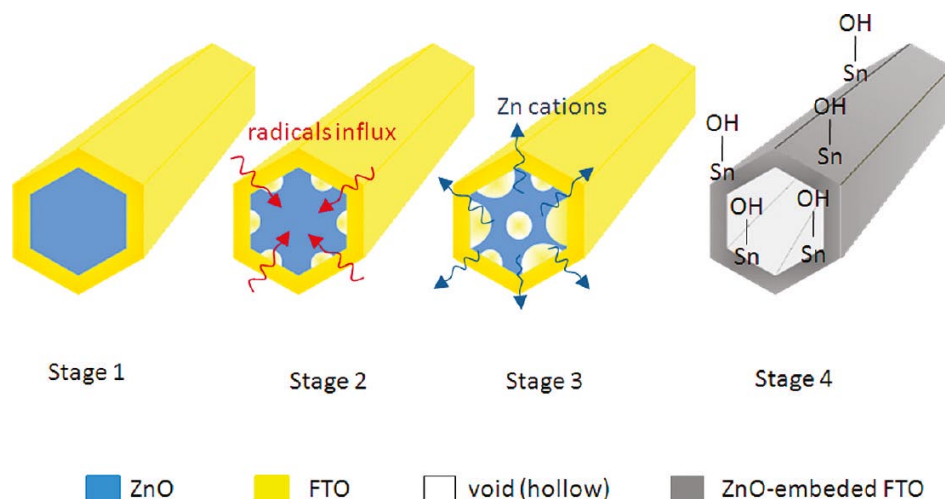 radicals influx
Zn cations
OH
Sn
OH
Sn
OH
Sn
OH
Sn
OH
Sn
Stage 1
Stage 2
Stage 3
Stage 4
ZnO
FTO
void (hollow)
ZnO-embeded FTO